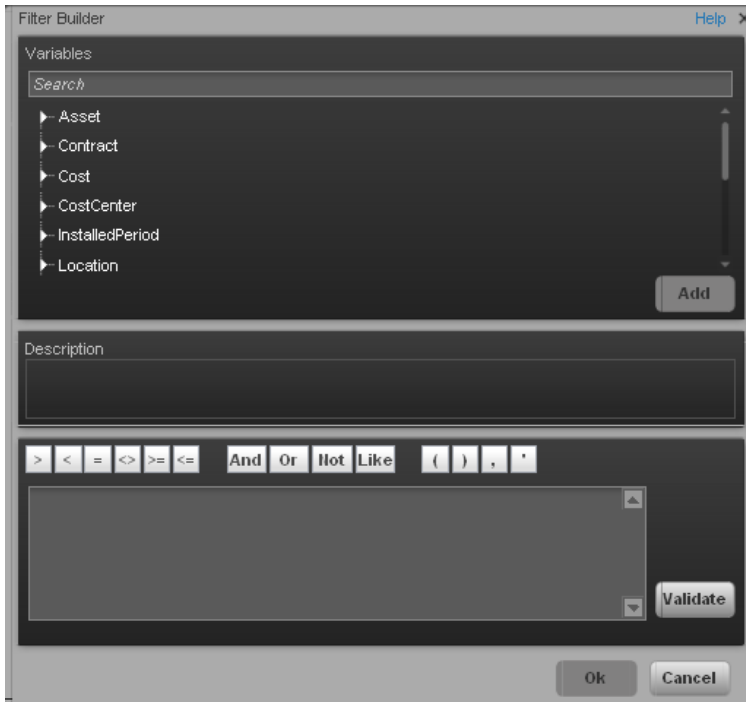 Filter Builder Help ×
Variables
Search
Asset
Contract
Cost
CostCenter
InstalledPeriod
Location
Add
Description
> < = <> >= <= And Or Not Like ( ) , '
Validate
Ok Cancel